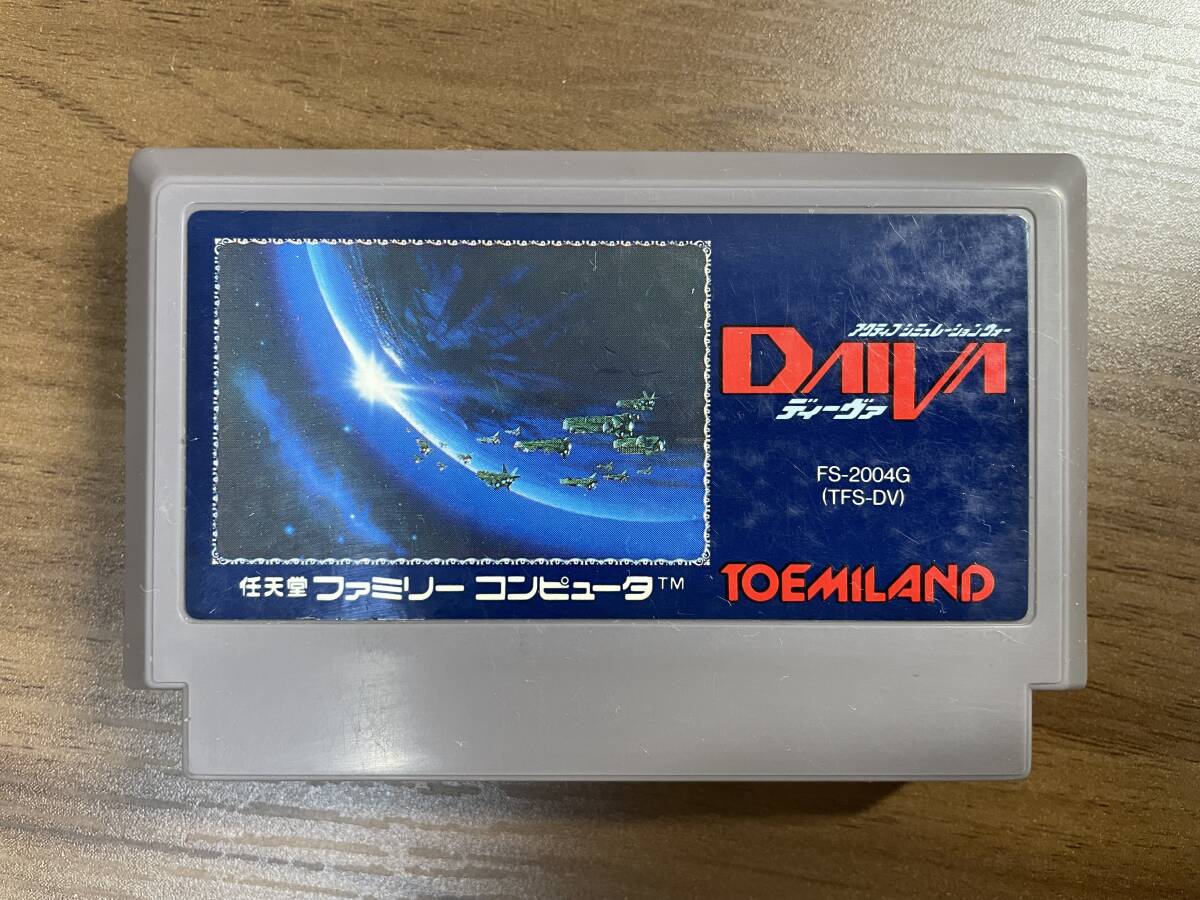 アクティブシミュレーションウォー
DAIVA
ディーヴァ
FS-2004G
(TFS-DV)
任天堂 ファミリー コンピュータ™
TOEMILAND